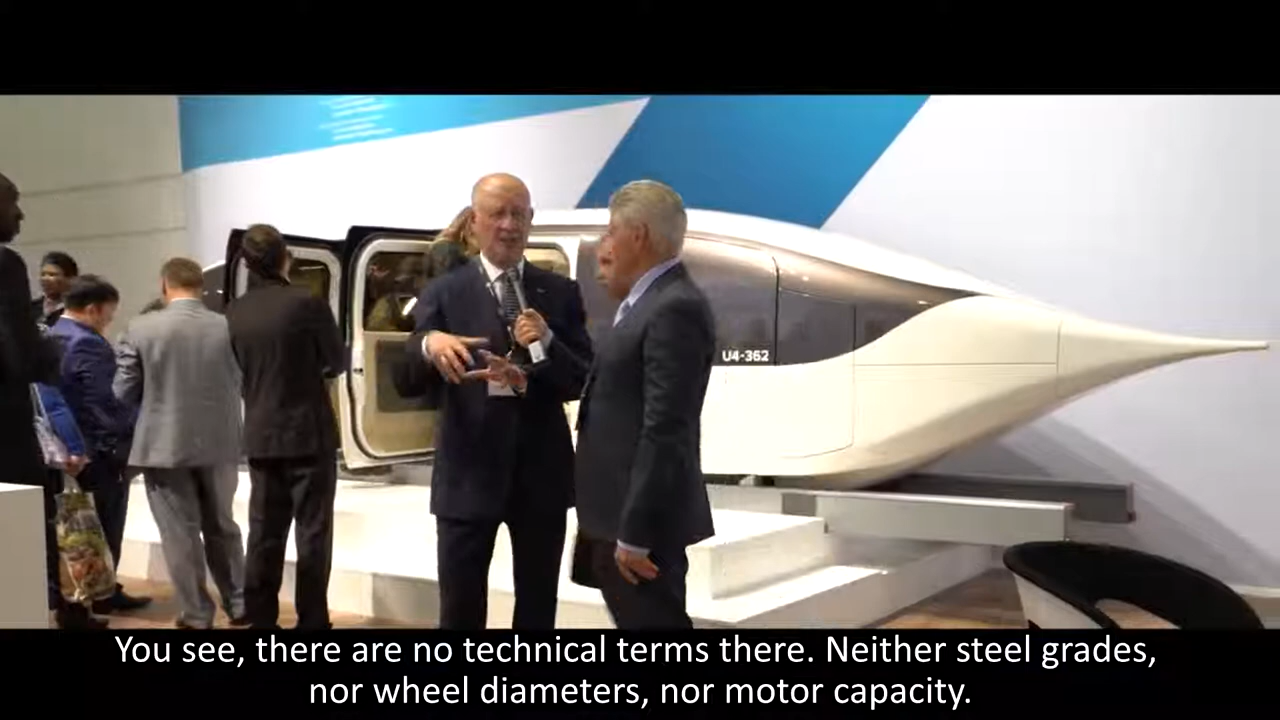 U4-362
You see, there are no technical terms there. Neither steel grades,
nor wheel diameters, nor motor capacity.